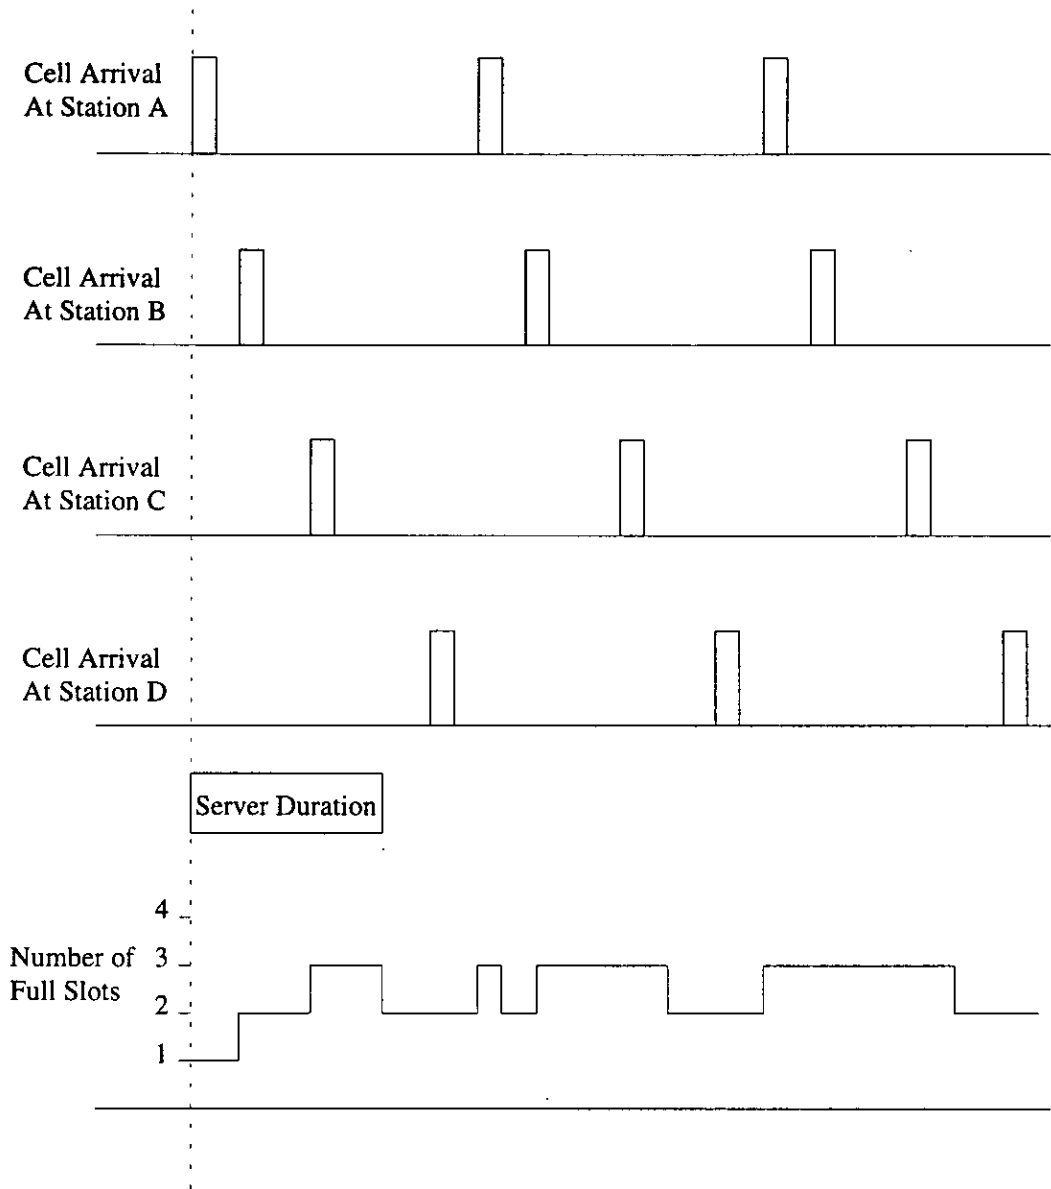 Cell Arrival
At Station A
Cell Arrival
At Station B
Cell Arrival
At Station C
Cell Arrival
At Station D
Server Duration
4
Number of 3
Full Slots
2
1